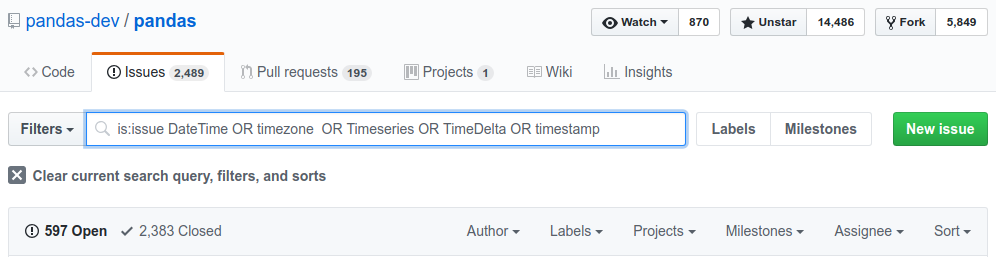 pandas-dev / pandas Watch 870 Unstar 14,486 Fork 5,849
Code Issues 2,489 Pull requests 195 Projects 1 Wiki Insights
Filters is:issue DateTime OR timezone  OR Timeseries OR TimeDelta OR timestamp Labels Milestones New issue
Clear current search query, filters, and sorts
597 Open 2,383 Closed Author Labels Projects Milestones Assignee Sort